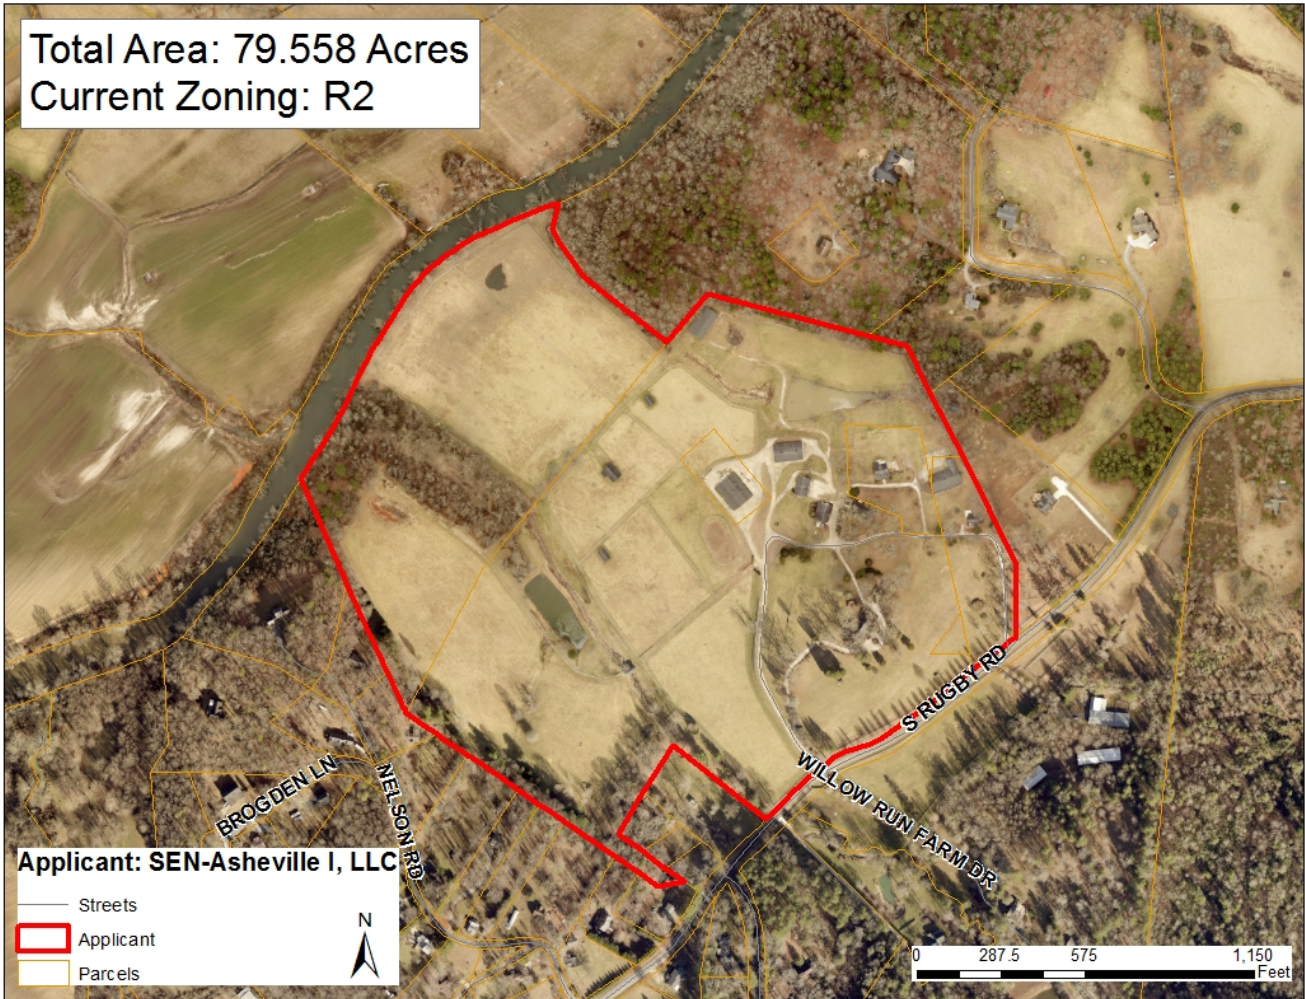 Total Area: 79.558 Acres
Current Zoning: R2
S RUGBY RD
WILLOW RUN FARM DR
BROGDEN LN
NELSON RD
Applicant: SEN-Asheville I, LLC
Streets
Applicant
Parcels
N
0 287.5 575 1,150
Feet